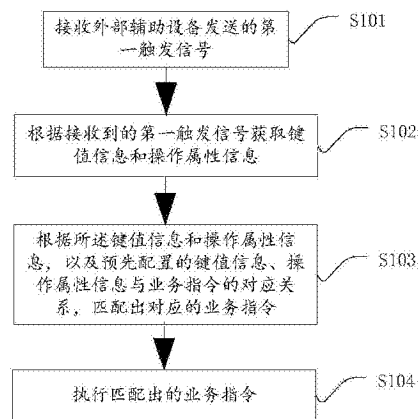 接收外部辅助设备发送的第
一触发信号
S101
根据接收到的第一触发信号获取键
值信息和操作属性信息
S102
根据所述键值信息和操作属性信
息，以及预先配置的键值信息、操
作属性信息与业务指令的对应关
系，匹配出对应的业务指令
S103
执行匹配出的业务指令
S104